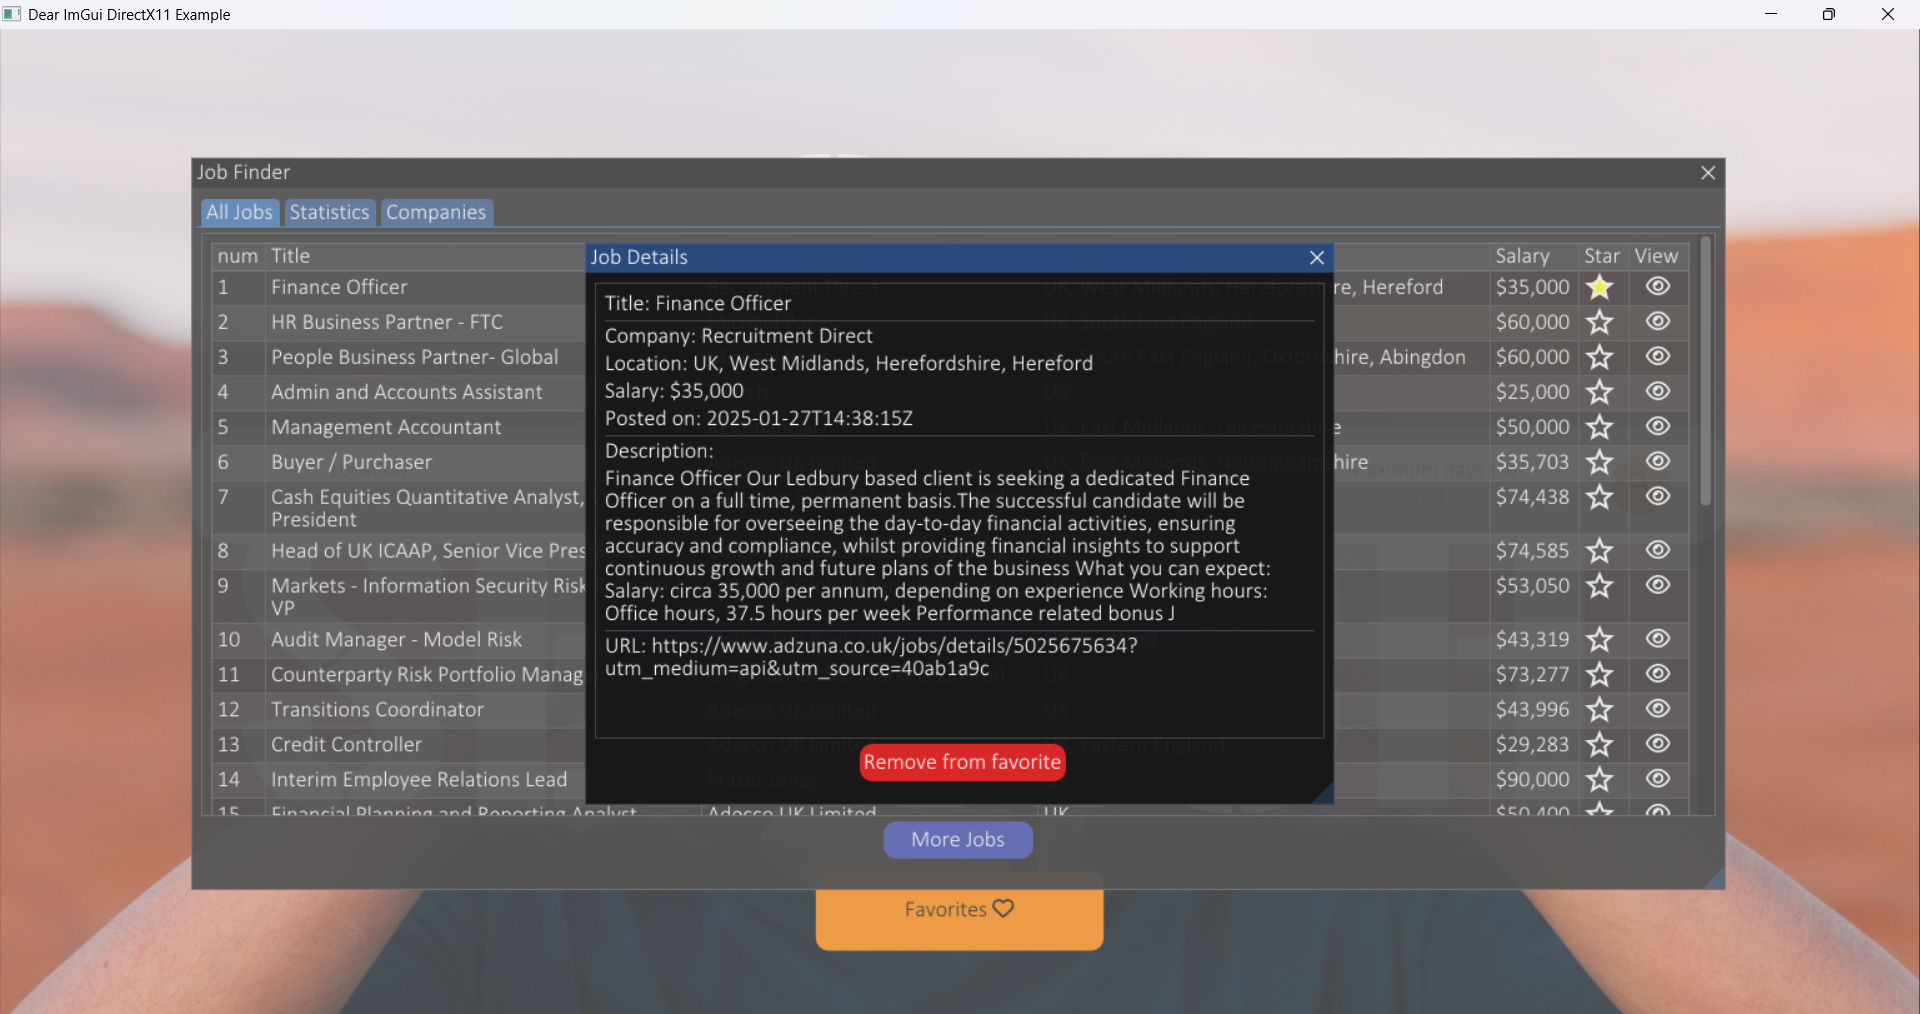 Dear ImGui DirectX11 Example
Job Finder
All Jobs Statistics Companies
num Title Salary Star View
Job Details
1 Finance Officer re, Hereford $35,000
2 HR Business Partner - FTC $60,000
3 People Business Partner- Global hire, Abingdon $60,000
4 Admin and Accounts Assistant $25,000
5 Management Accountant $50,000
6 Buyer / Purchaser hire $35,703
7 Cash Equities Quantitative Analyst, $74,438
President
8 Head of UK ICAAP, Senior Vice Pres $74,585
9 Markets - Information Security Risk $53,050
VP
10 Audit Manager - Model Risk $43,319
11 Counterparty Risk Portfolio Manag $73,277
12 Transitions Coordinator $43,996
13 Credit Controller $29,283
14 Interim Employee Relations Lead $90,000
15 Financial Planning and Reporting Analyst Adecco UK Limited UK $50,400
Title: Finance Officer
Company: Recruitment Direct
Location: UK, West Midlands, Herefordshire, Hereford
Salary: $35,000
Posted on: 2025-01-27T14:38:15Z
Description:
Finance Officer Our Ledbury based client is seeking a dedicated Finance
Officer on a full time, permanent basis.The successful candidate will be
responsible for overseeing the day-to-day financial activities, ensuring
accuracy and compliance, whilst providing financial insights to support
continuous growth and future plans of the business What you can expect:
Salary: circa 35,000 per annum, depending on experience Working hours:
Office hours, 37.5 hours per week Performance related bonus J
URL: https://www.adzuna.co.uk/jobs/details/5025675634?
utm_medium=api&utm_source=40ab1a9c
Remove from favorite
More Jobs
Favorites